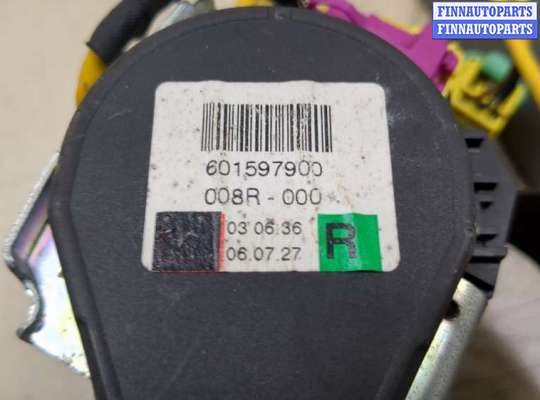 FINNAUTOPARTS
FINNAUTOPARTS
601597900
008R - 000
03 06:36
06.07.27
R